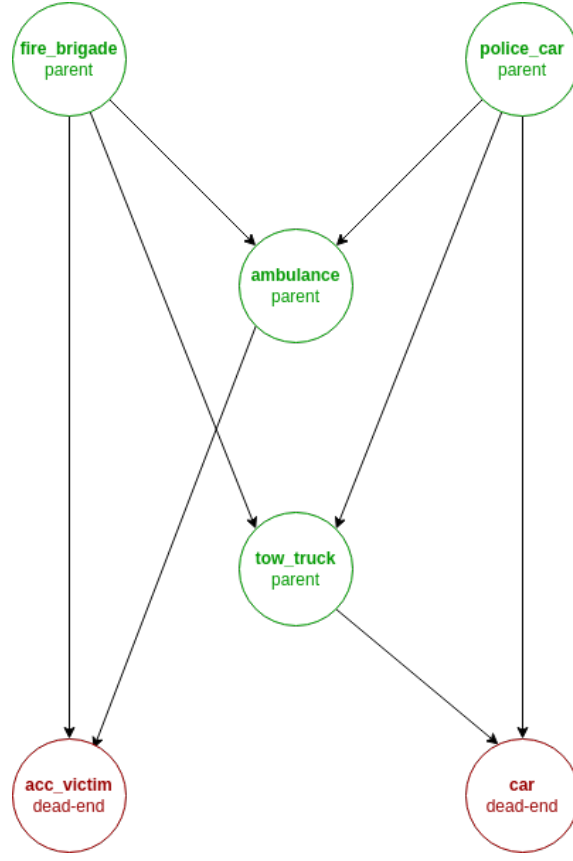 fire_brigade
parent
police_car
parent
ambulance
parent
tow_truck
parent
acc_victim
dead-end
car
dead-end